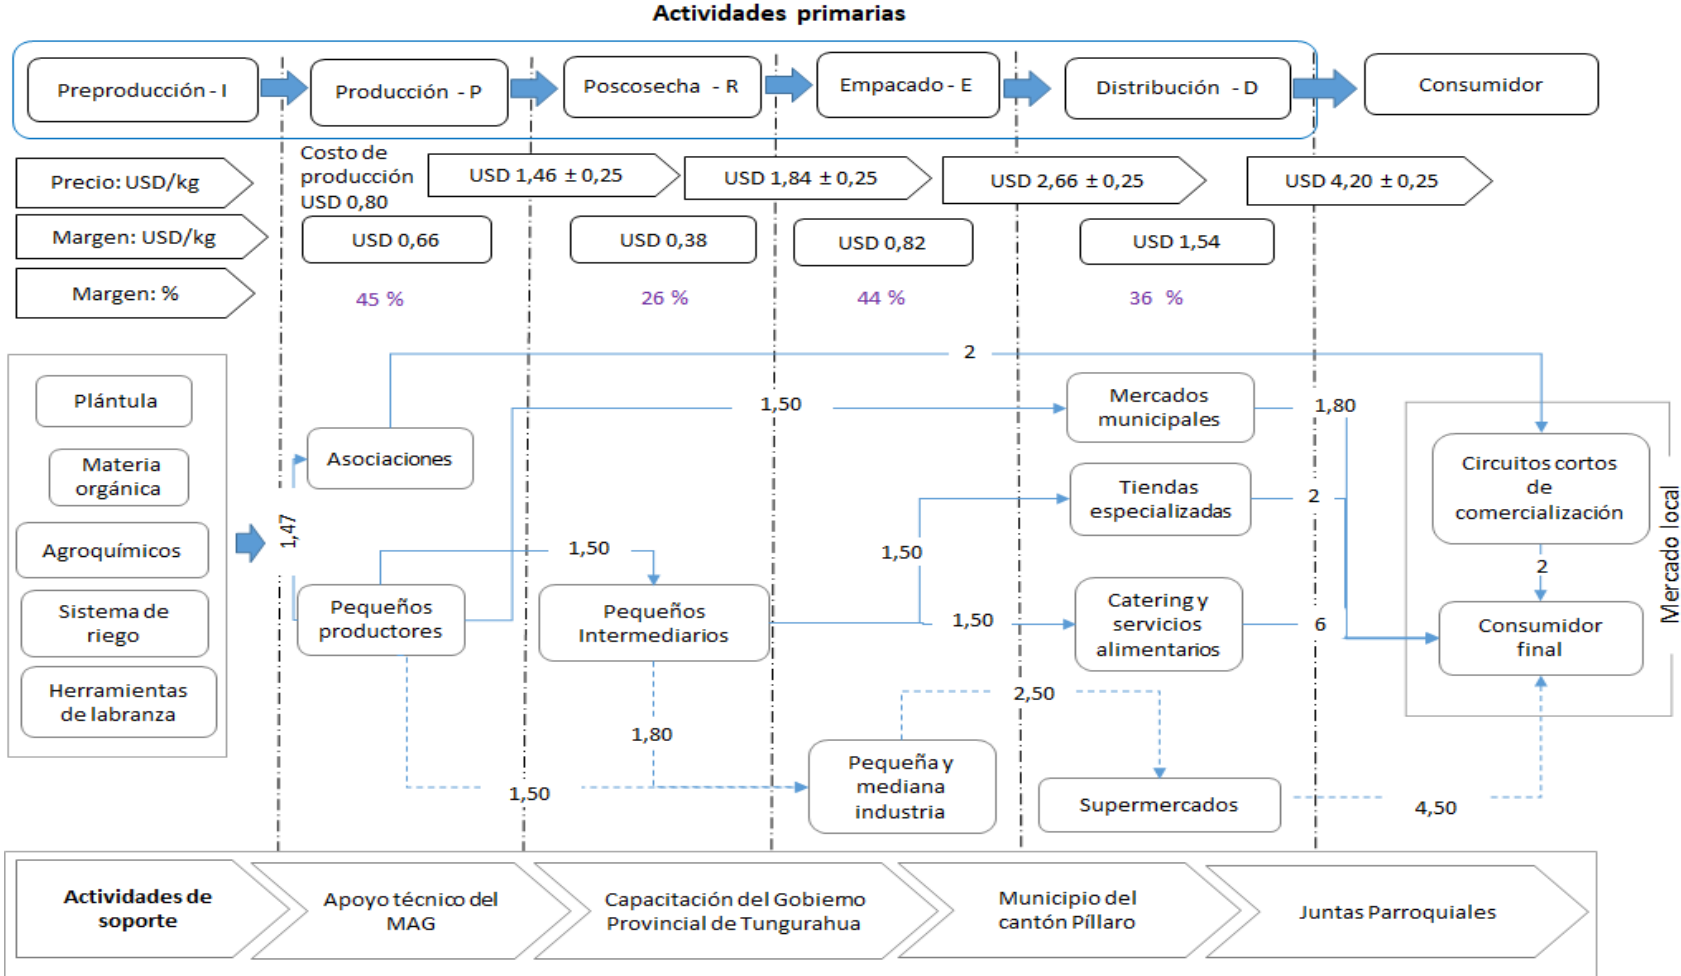 Actividades primarias
Preproducción - I
Producción - P
Poscosecha - R
Empacado - E
Distribución - D
Consumidor
Precio: USD/kg
Costo de
producción
USD 0,80
USD 1,46 ± 0,25
USD 1,84 ± 0,25
USD 2,66 ± 0,25
USD 4,20 ± 0,25
Margen: USD/kg
USD 0,66
USD 0,38
USD 0,82
USD 1,54
Margen: %
45 %
26 %
44 %
36 %
Plántula
Materia
orgánica
Agroquímicos
Sistema de
riego
Herramientas
de labranza
1,47
Asociaciones
Pequeños
productores
2
1,50
1,50
Pequeños
Intermediarios
1,50
1,50
1,80
1,50
Pequeña y
mediana
industria
2,50
Mercados
municipales
Tiendas
especializadas
Catering y
servicios
alimentarios
Supermercados
1,80
2
6
4,50
Circuitos cortos
de
comercialización
2
Consumidor
final
Mercado local
Actividades de
soporte
Apoyo técnico del
MAG
Capacitación del Gobierno
Provincial de Tungurahua
Municipio del
cantón Píllaro
Juntas Parroquiales